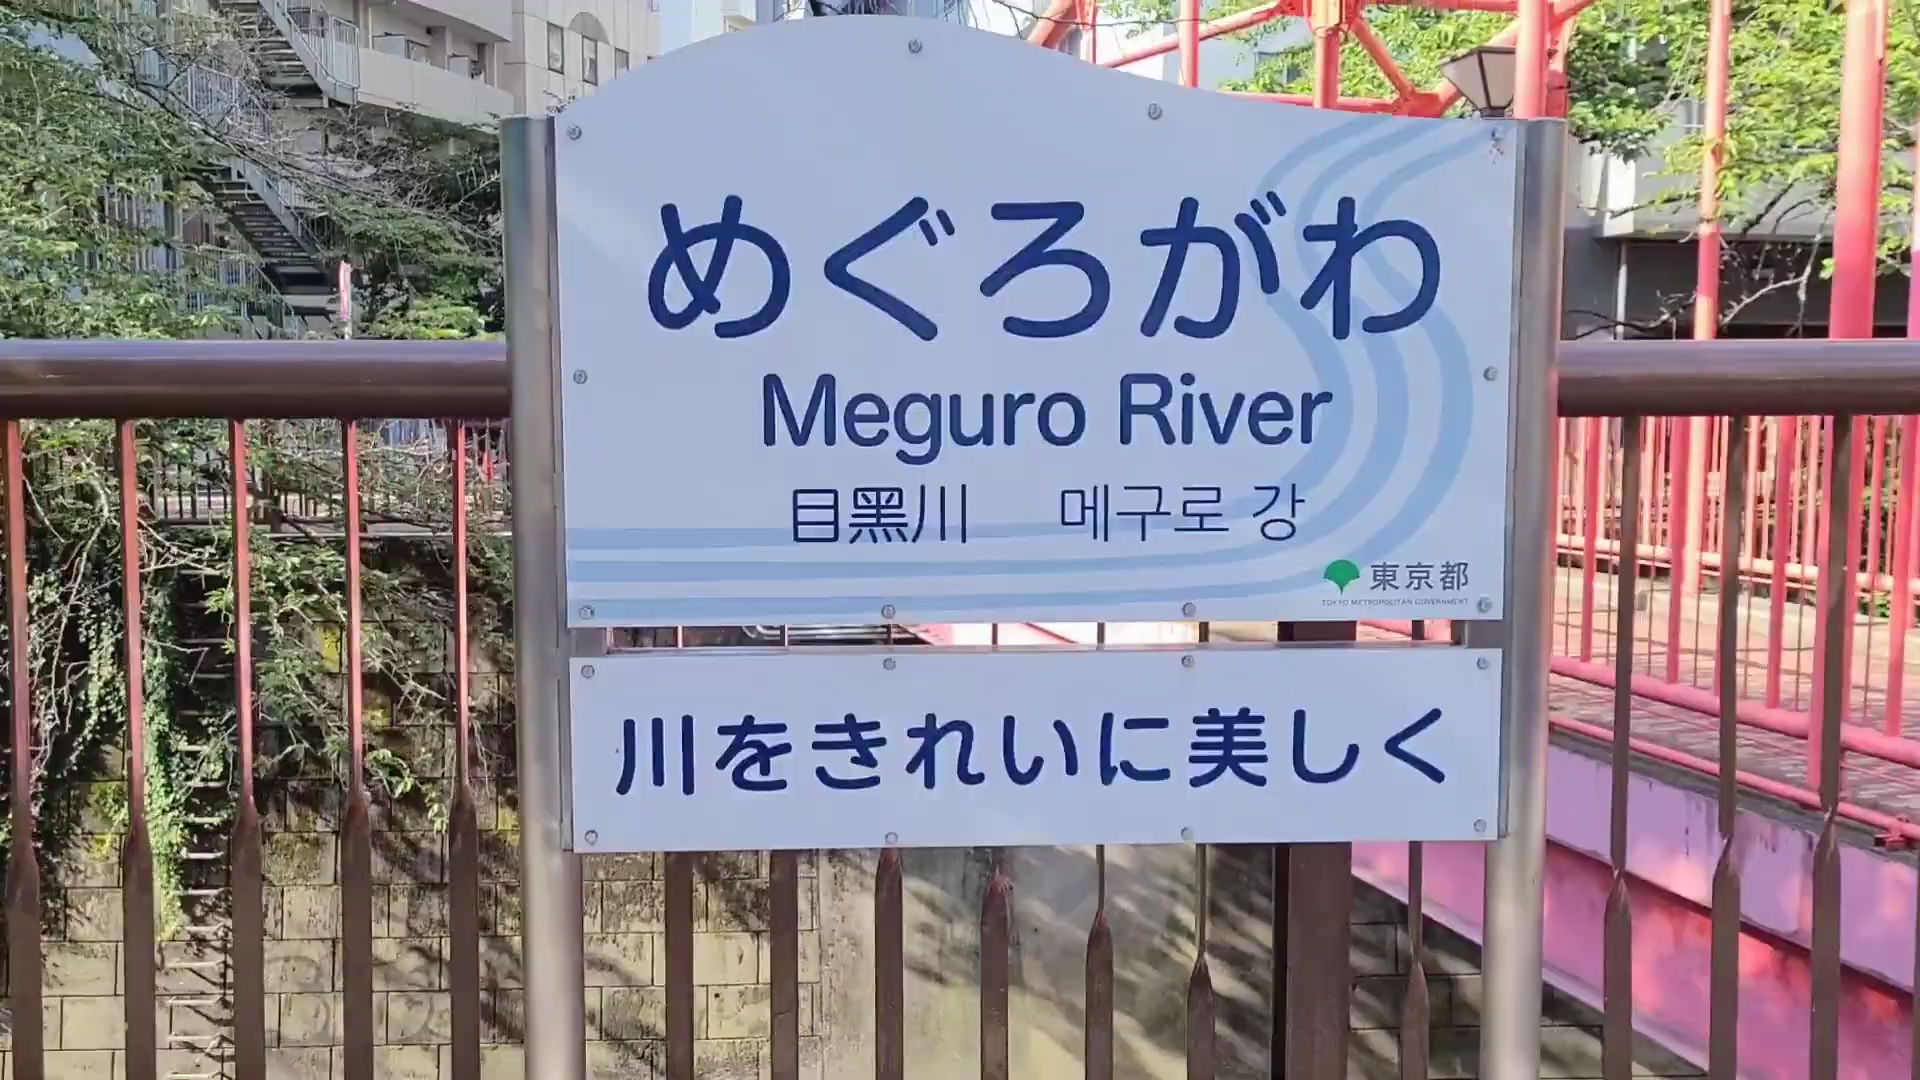 めぐろがわ
Meguro River
目黑川 메구로 강
東京都
TOKYO METROPOLITAN GOVERNMENT
川をきれいに美しく